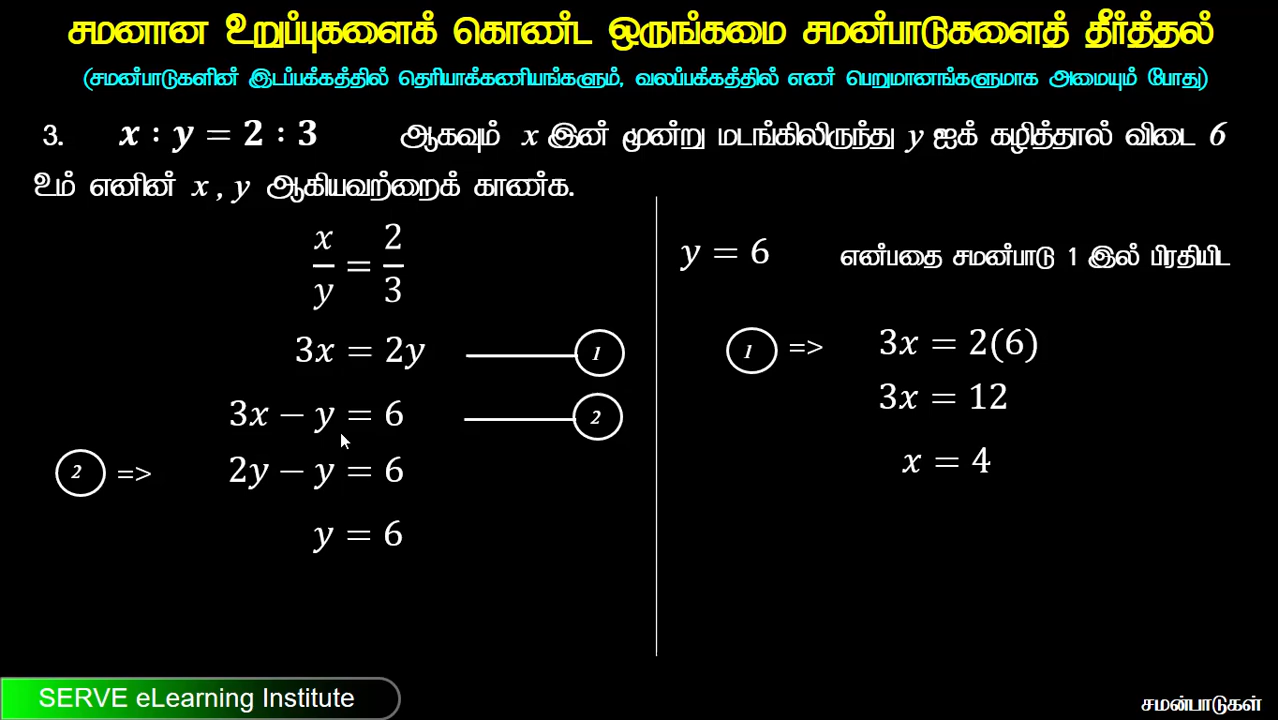 சமனான உறுப்புகளைக் கொண்ட ஒருங்கமை சமன்பாடுகளைத் தீர்த்தல்
(சமன்பாடுகளின் இடப்பக்கத்தில் தெரியாக்கணியங்களும், வலப்பக்கத்தில் எண் பெறுமானங்களுமாக அமையும் போது)
3. x : y = 2 : 3 ஆகவும் x இன் மூன்று மடங்கிலிருந்து y ஐக் கழித்தால் விடை 6
உம் எனின் x , y ஆகியவற்றைக் காண்க.
x/y = 2/3
3x = 2y 1
3x − y = 6 2
2 => 2y − y = 6
y = 6
y = 6 என்பதை சமன்பாடு 1 இல் பிரதியிட
1 => 3x = 2(6)
3x = 12
x = 4
SERVE eLearning Institute
சமன்பாடுகள்